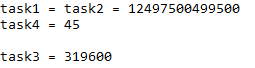 task1 = task2 = 12497500499500
task4 = 45
task3 = 319600